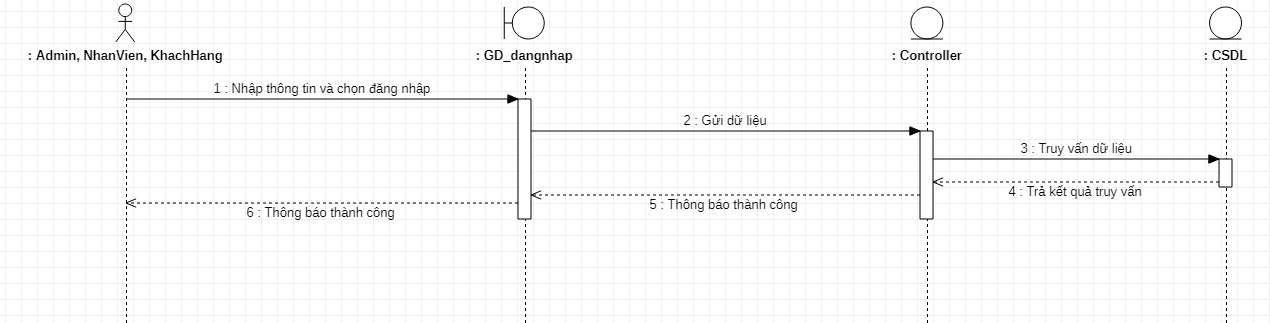 : Admin, NhanVien, KhachHang
: GD_dangnhap
: Controller
: CSDL
1 : Nhập thông tin và chọn đăng nhập
2 : Gửi dữ liệu
3 : Truy vấn dữ liệu
4 : Trả kết quả truy vấn
5 : Thông báo thành công
6 : Thông báo thành công